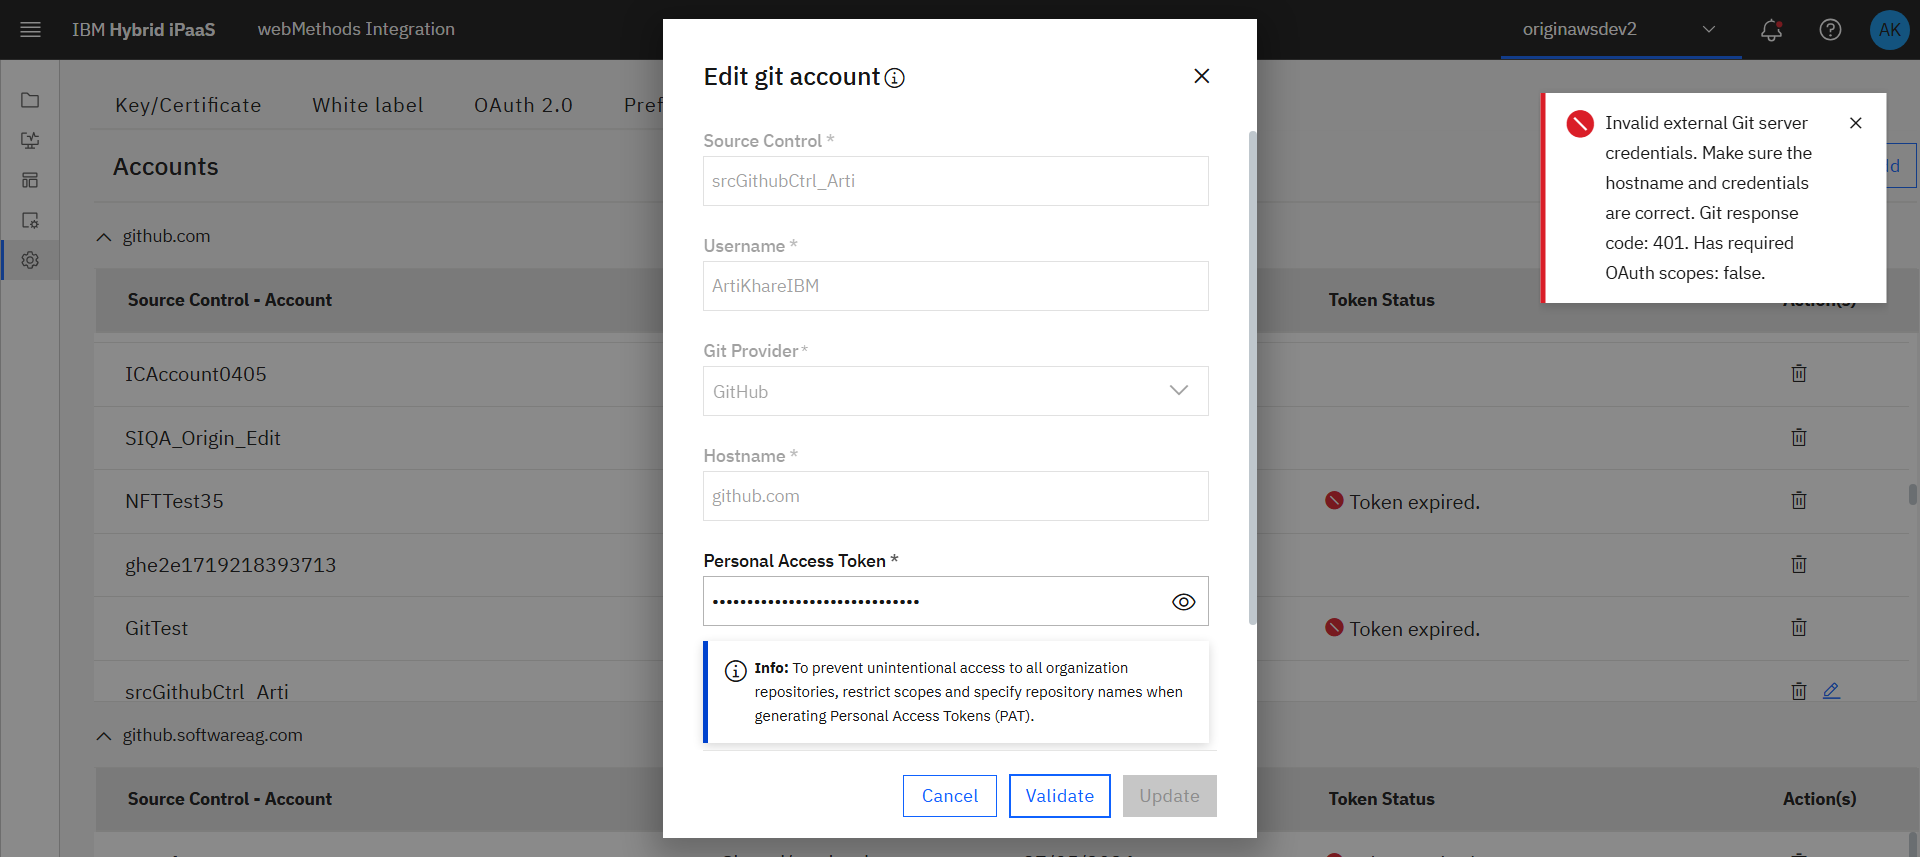 IBM Hybrid iPaaS
webMethods Integration
originawsdev2
AK
Key/Certificate
White label
OAuth 2.0
Pref
Accounts
github.com
Source Control - Account
Token Status
Action(s)
ICAccount0405
SIQA_Origin_Edit
NFTTest35
Token expired.
ghe2e1719218393713
GitTest
Token expired.
srcGithubCtrl_Arti
github.softwareag.com
Source Control - Account
Token Status
Action(s)
Edit git account
Source Control *
srcGithubCtrl_Arti
Username *
ArtiKhareIBM
Git Provider*
GitHub
Hostname *
github.com
Personal Access Token *
••••••••••••••••••••••••••••••
Info: To prevent unintentional access to all organization
repositories, restrict scopes and specify repository names when
generating Personal Access Tokens (PAT).
Cancel
Validate
Update
Invalid external Git server
credentials. Make sure the
hostname and credentials
are correct. Git response
code: 401. Has required
OAuth scopes: false.